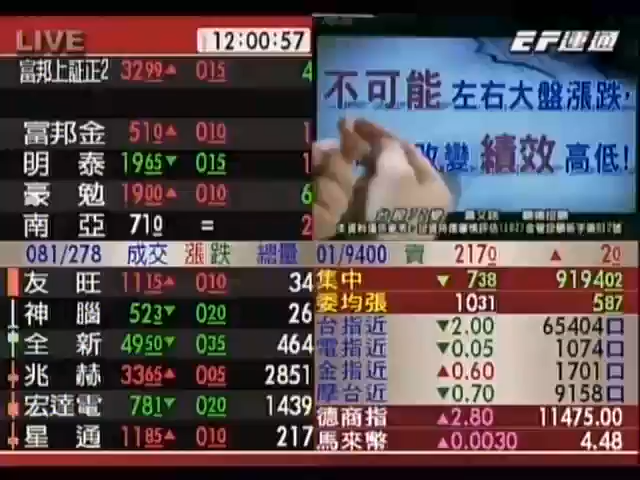 LIVE
12:00:57
富邦上証正2 3299▲ 015 4
富邦金 510▲ 010 1
明泰 1965▼ 015 1
豪勉 1900▲ 010 6
南亞 710 = 2
081/278 成交 漲跌 總量
友旺 1115▲ 010 34
神腦 523▼ 020 26
全新 4950▼ 035 464
兆赫 3365▲ 005 2851
宏達電 781▼ 020 1439
星通 1185▲ 010 217
EF運通
不可能 左右大盤漲跌,
改變 績效 高低!
01/9400 賣 2170 ▲ 20
集中 ▼ 738 919402
委均張 1031 587
台指近 ▼2.00 65404口
電指近 ▼0.05 1074口
金指近 ▲0.60 1701口
摩台近 ▼0.70 9158口
德商指 ▲2.80 11475.00
馬來幣 ▲0.0030 4.48